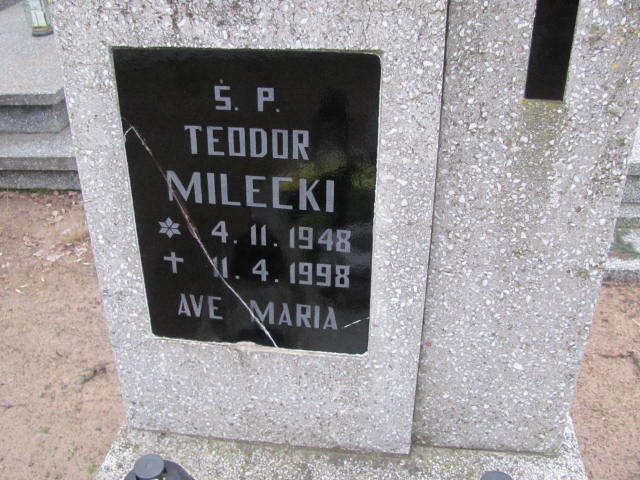 Ś. P.
TEODOR
MILECKI
* 4. 11. 1948
✝ 11. 4. 1998
AVE MARIA